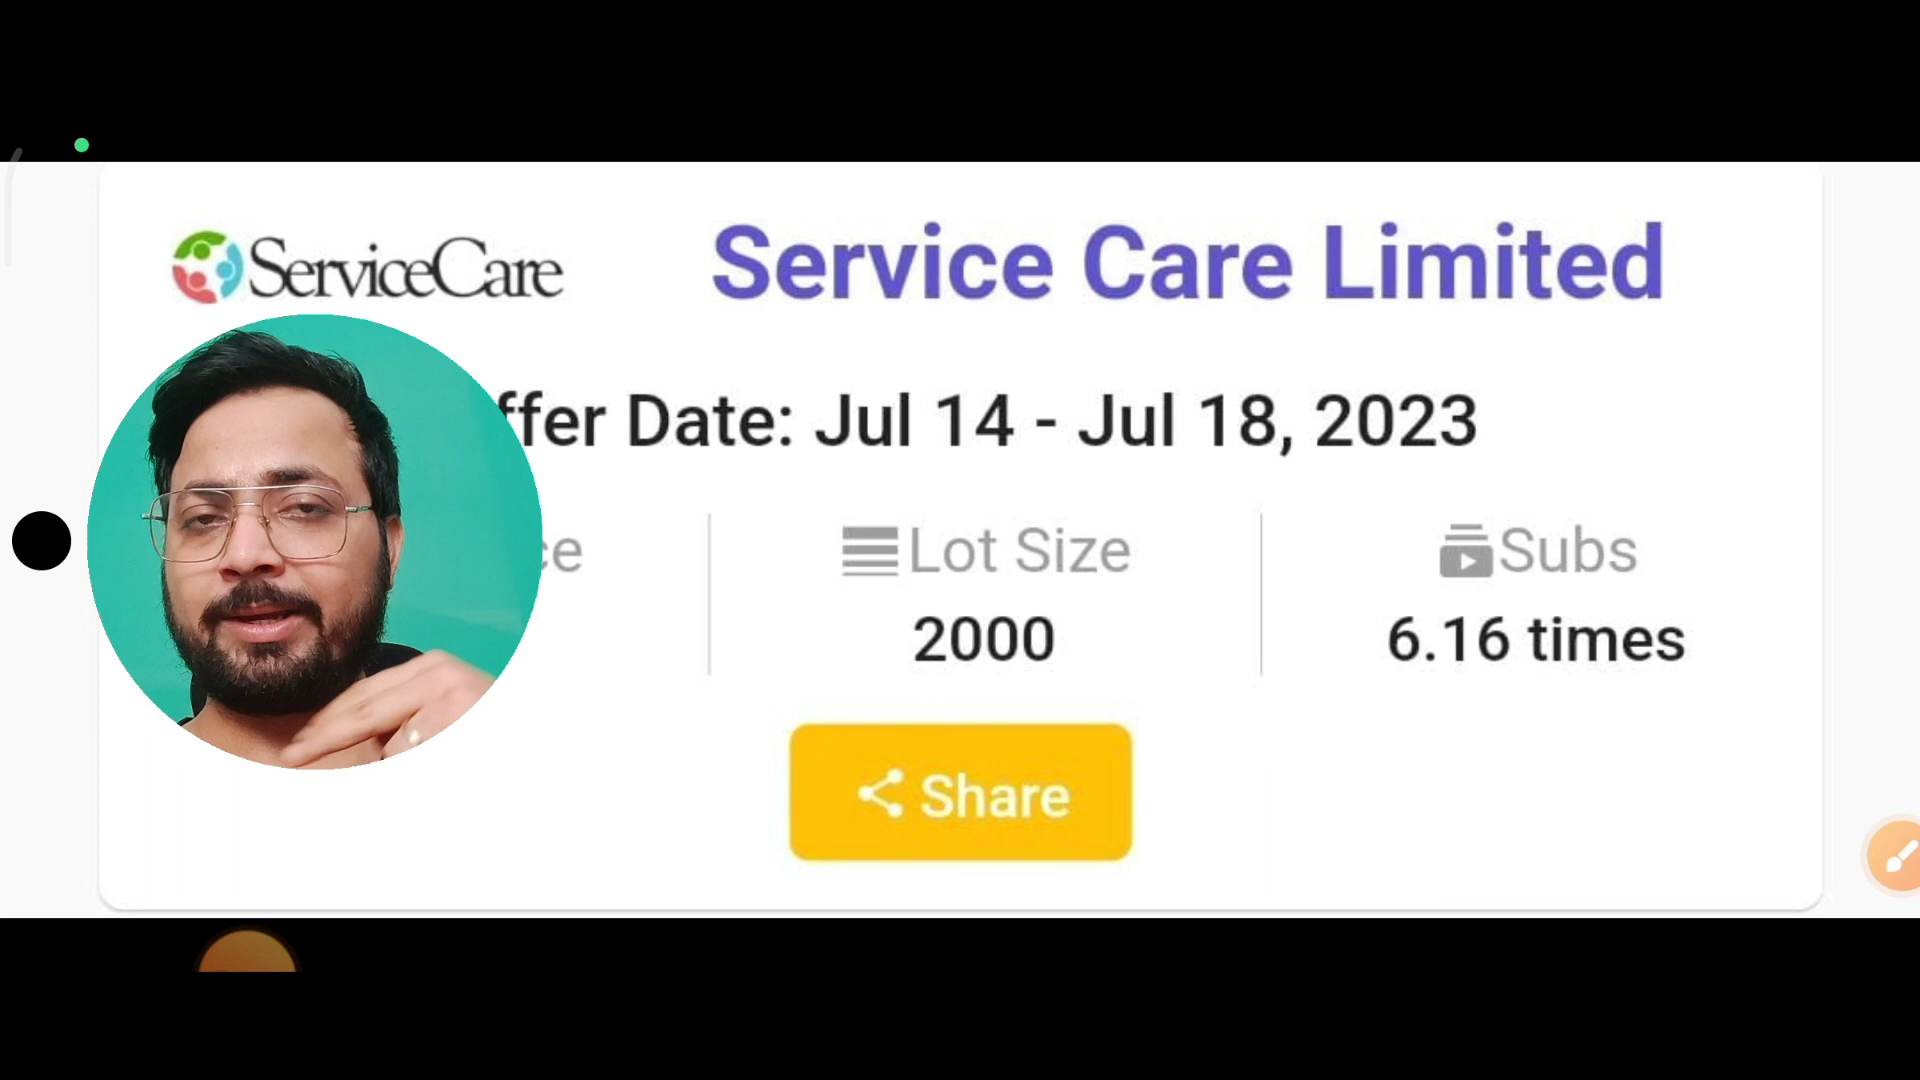 ServiceCare
Service Care Limited
ffer Date: Jul 14 - Jul 18, 2023
Lot Size
Subs
2000
6.16 times
Share